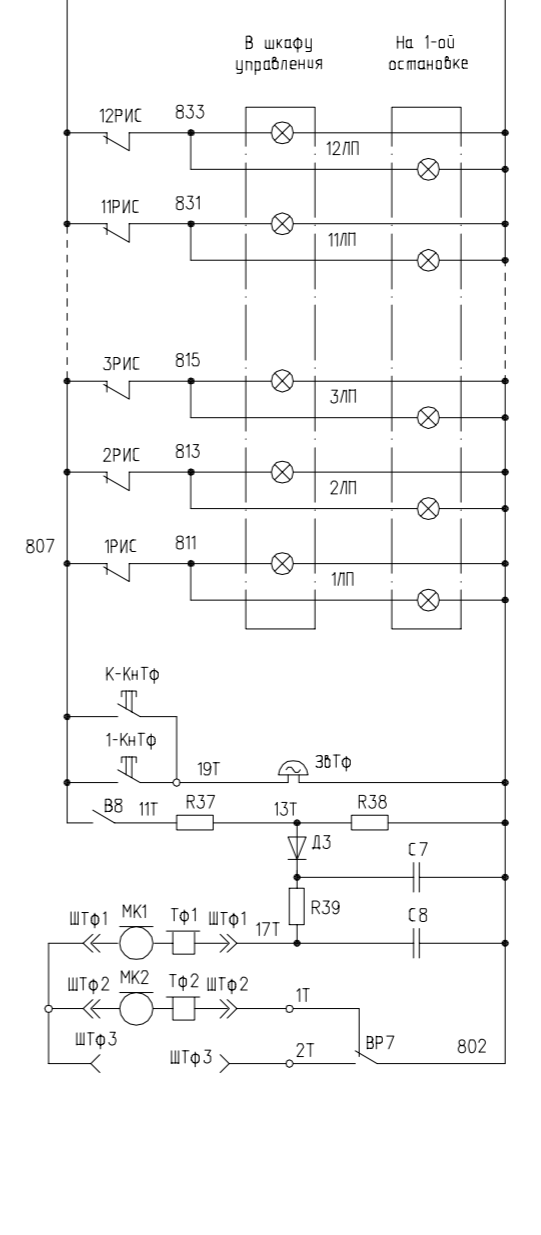 В шкафу
управления
На 1-ой
остановке
12РИС
833
12ЛП
11РИС
831
11ЛП
3РИС
815
3ЛП
2РИС
813
2ЛП
807
1РИС
811
1ЛП
К-КнТф
1-КнТф
19Т
ЗвТф
В8
11Т
R37
13Т
R38
Д3
С7
R39
С8
ШТф1
МК1
Тф1
ШТф1
17Т
ШТф2
МК2
Тф2
ШТф2
1Т
ШТф3
ШТф3
2Т
ВР7
802